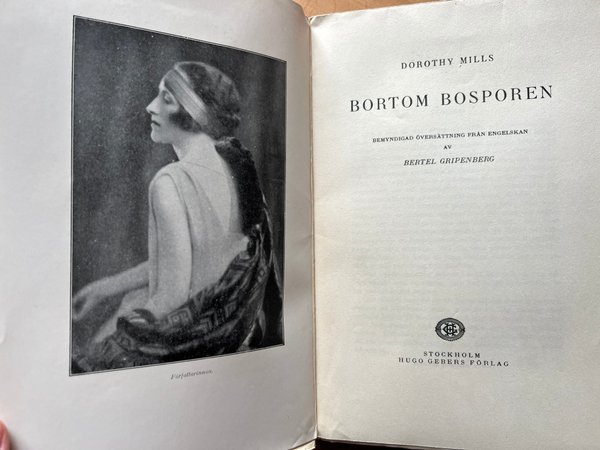 Författarinnan.
DOROTHY MILLS
BORTOM BOSPOREN
BEMYNDIGAD ÖVERSÄTTNING FRÅN ENGELSKAN
AV
BERTEL GRIPENBERG
STOCKHOLM
HUGO GEBERS FÖRLAG